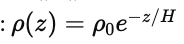 : ρ(z) = ρ₀e^{-z/H}